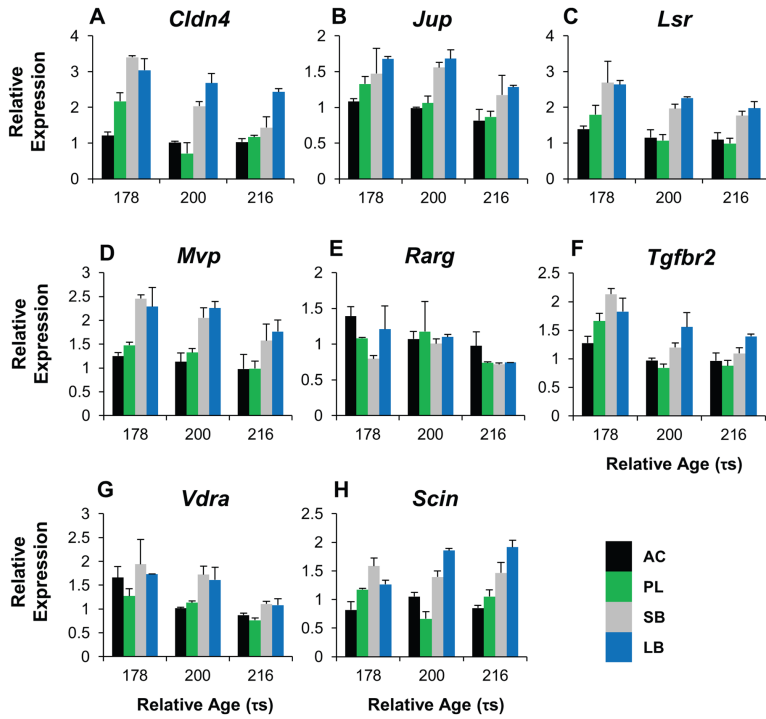 A Cldn4
B Jup
C Lsr
Relative Expression
4
3
2
1
0
178 200 216
2
1.5
1
0.5
0
178 200 216
4
3
2
1
0
178 200 216
D Mvp
E Rarg
F Tgfbr2
Relative Expression
3
2.5
2
1.5
1
0.5
0
178 200 216
2
1.5
1
0.5
0
178 200 216
2.5
2
1.5
1
0.5
0
178 200 216
Relative Age (τs)
G Vdra
H Scin
Relative Expression
3
2.5
2
1.5
1
0.5
0
178 200 216
Relative Age (τs)
2.5
2
1.5
1
0.5
0
178 200 216
Relative Age (τs)
AC
PL
SB
LB